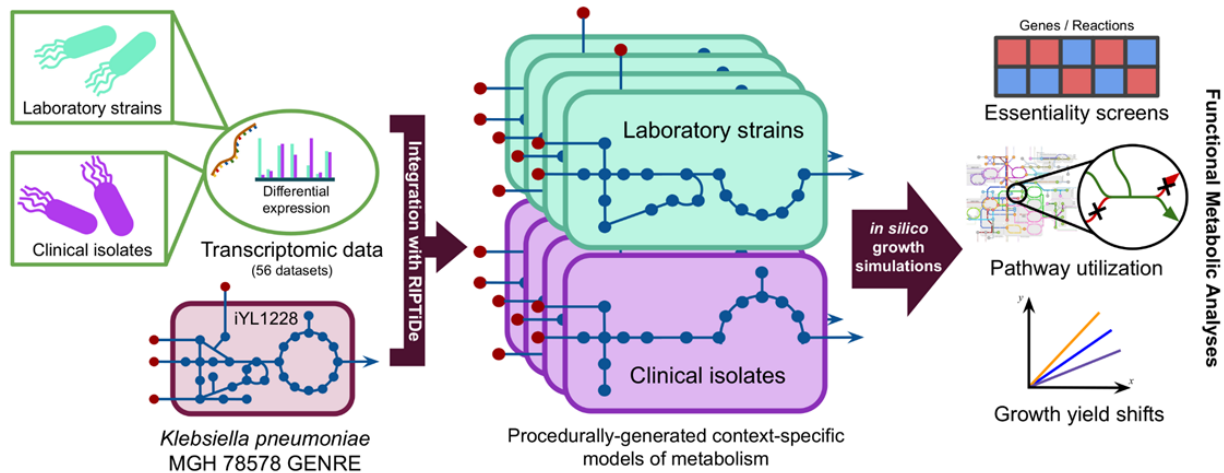 Laboratory strains
Clinical isolates
Differential
expression
Transcriptomic data
(56 datasets)
iYL1228
Klebsiella pneumoniae
MGH 78578 GENRE
Integration with RIPTiDe
Laboratory strains
Clinical isolates
Procedurally-generated context-specific
models of metabolism
in silico
growth
simulations
Genes / Reactions
Essentiality screens
Pathway utilization
y
x
Growth yield shifts
Functional Metabolic Analyses